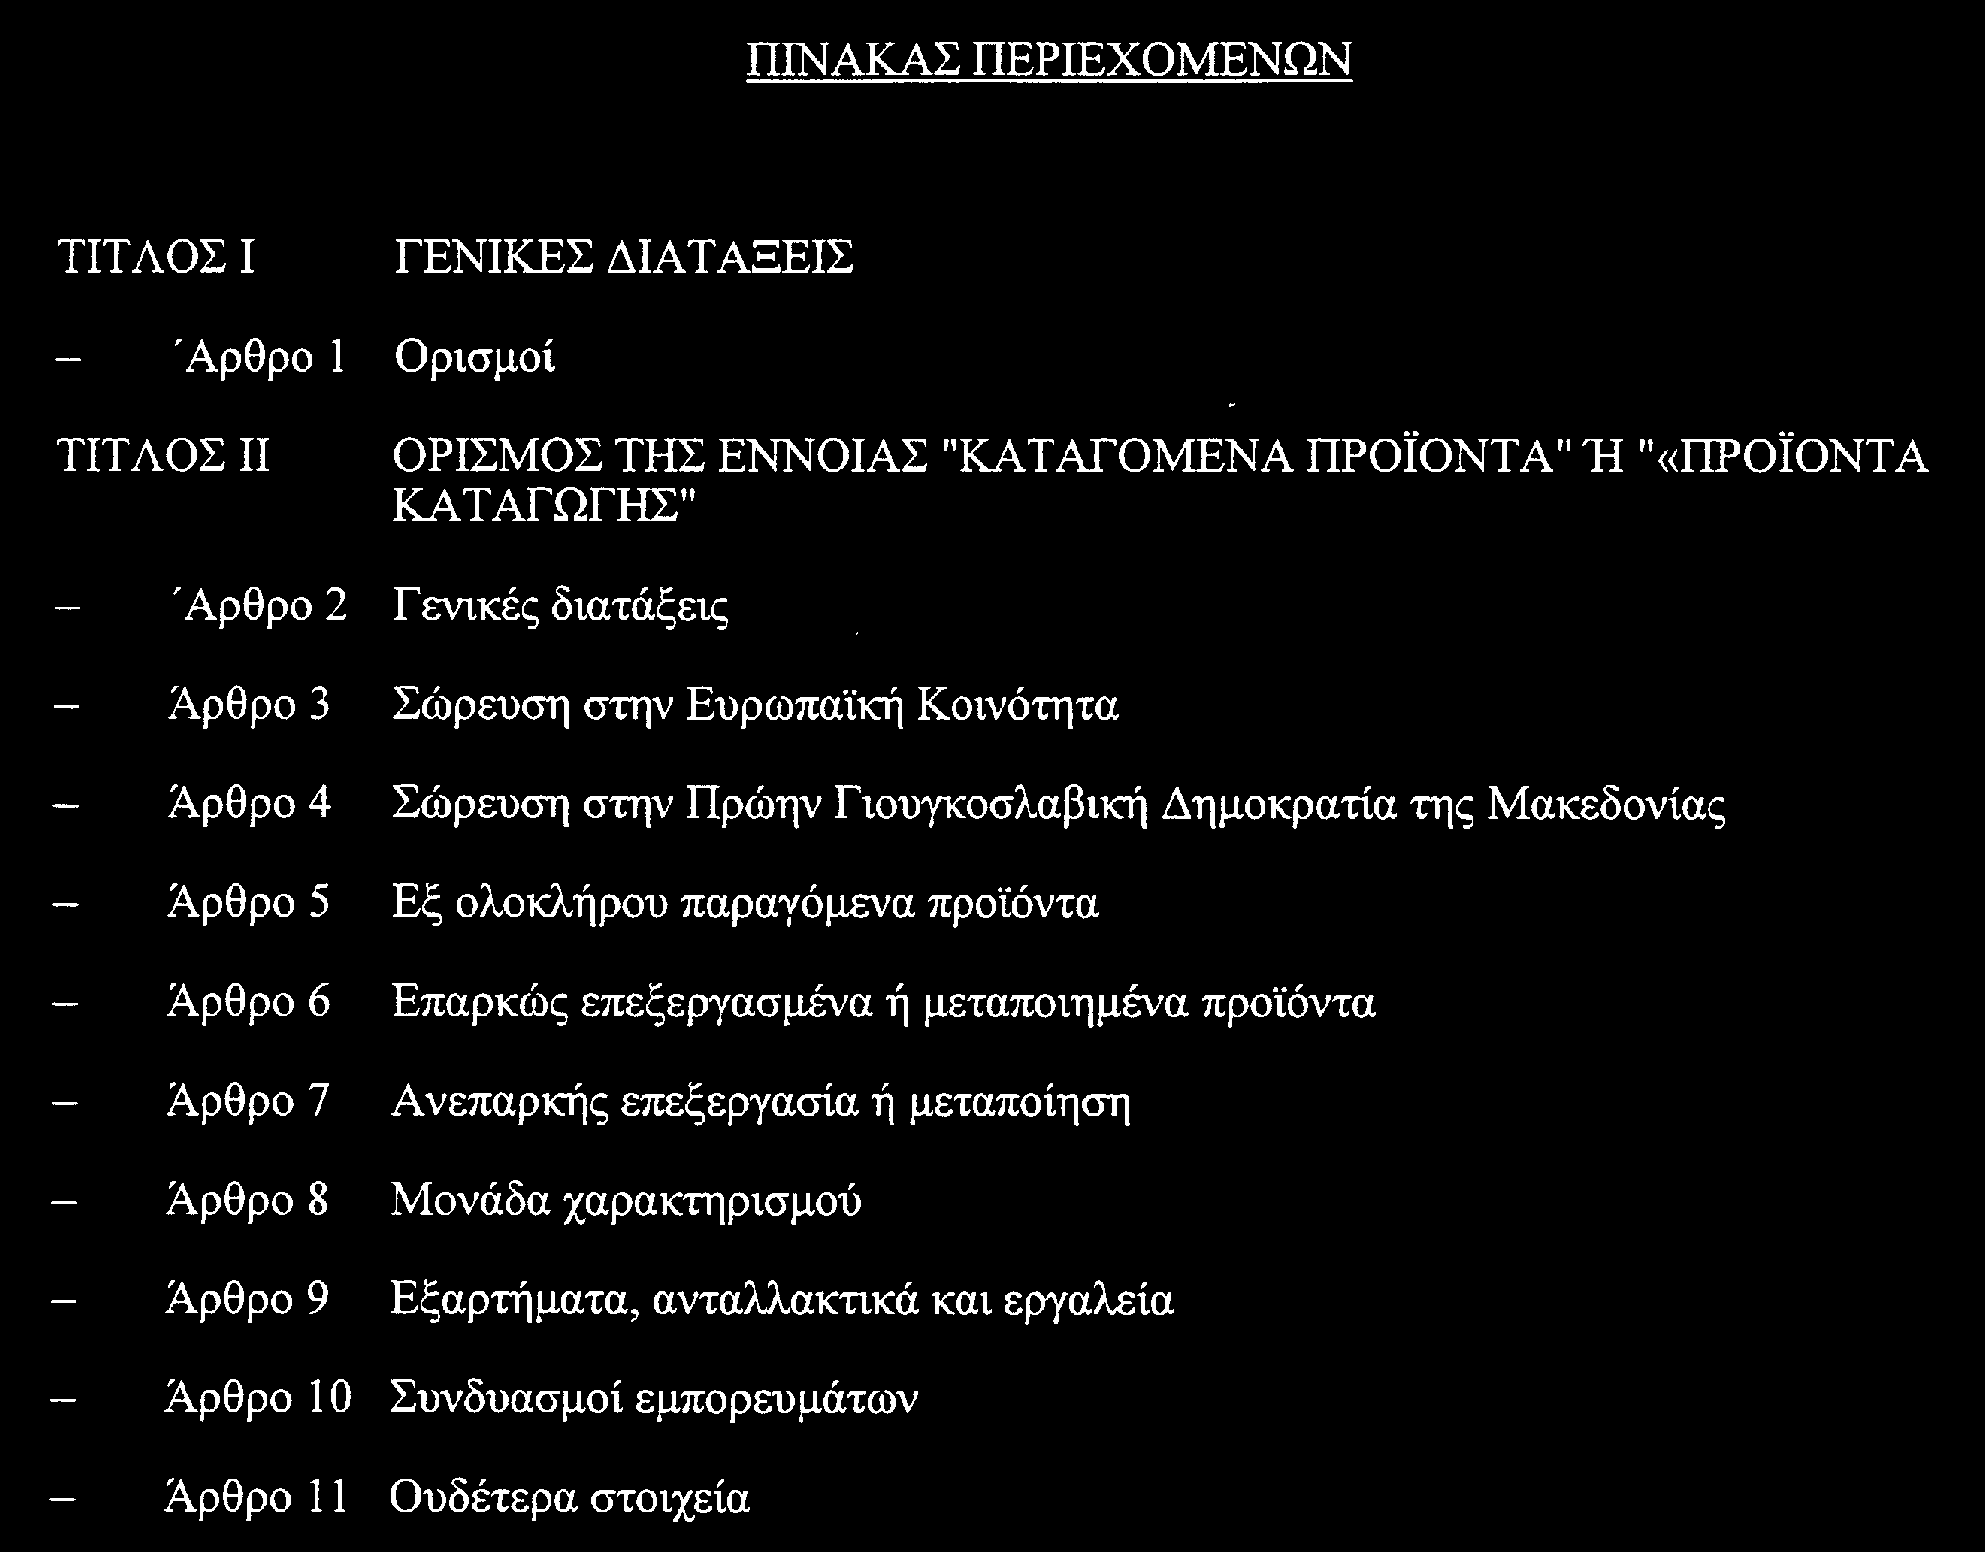 ΠΙΝΑΚΑΣ ΠΕΡΙΕΧΟΜΕΝΩΝ
ΤΙΤΛΟΣ Ι ΓΕΝΙΚΕΣ ΔΙΑΤΑΞΕΙΣ
– Άρθρο 1 Ορισμοί
ΤΙΤΛΟΣ ΙΙ ΟΡΙΣΜΟΣ ΤΗΣ ΕΝΝΟΙΑΣ "ΚΑΤΑΓΟΜΕΝΑ ΠΡΟΪΟΝΤΑ" Ή "«ΠΡΟΪΟΝΤΑ
ΚΑΤΑΓΩΓΗΣ"
– Άρθρο 2 Γενικές διατάξεις
– Άρθρο 3 Σώρευση στην Ευρωπαϊκή Κοινότητα
– Άρθρο 4 Σώρευση στην Πρώην Γιουγκοσλαβική Δημοκρατία της Μακεδονίας
– Άρθρο 5 Εξ ολοκλήρου παραγόμενα προϊόντα
– Άρθρο 6 Επαρκώς επεξεργασμένα ή μεταποιημένα προϊόντα
– Άρθρο 7 Ανεπαρκής επεξεργασία ή μεταποίηση
– Άρθρο 8 Μονάδα χαρακτηρισμού
– Άρθρο 9 Εξαρτήματα, ανταλλακτικά και εργαλεία
– Άρθρο 10 Συνδυασμοί εμπορευμάτων
– Άρθρο 11 Ουδέτερα στοιχεία